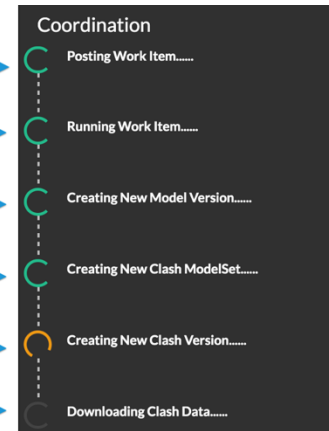 Coordination
Posting Work Item......
Running Work Item......
Creating New Model Version......
Creating New Clash ModelSet......
Creating New Clash Version......
Downloading Clash Data......